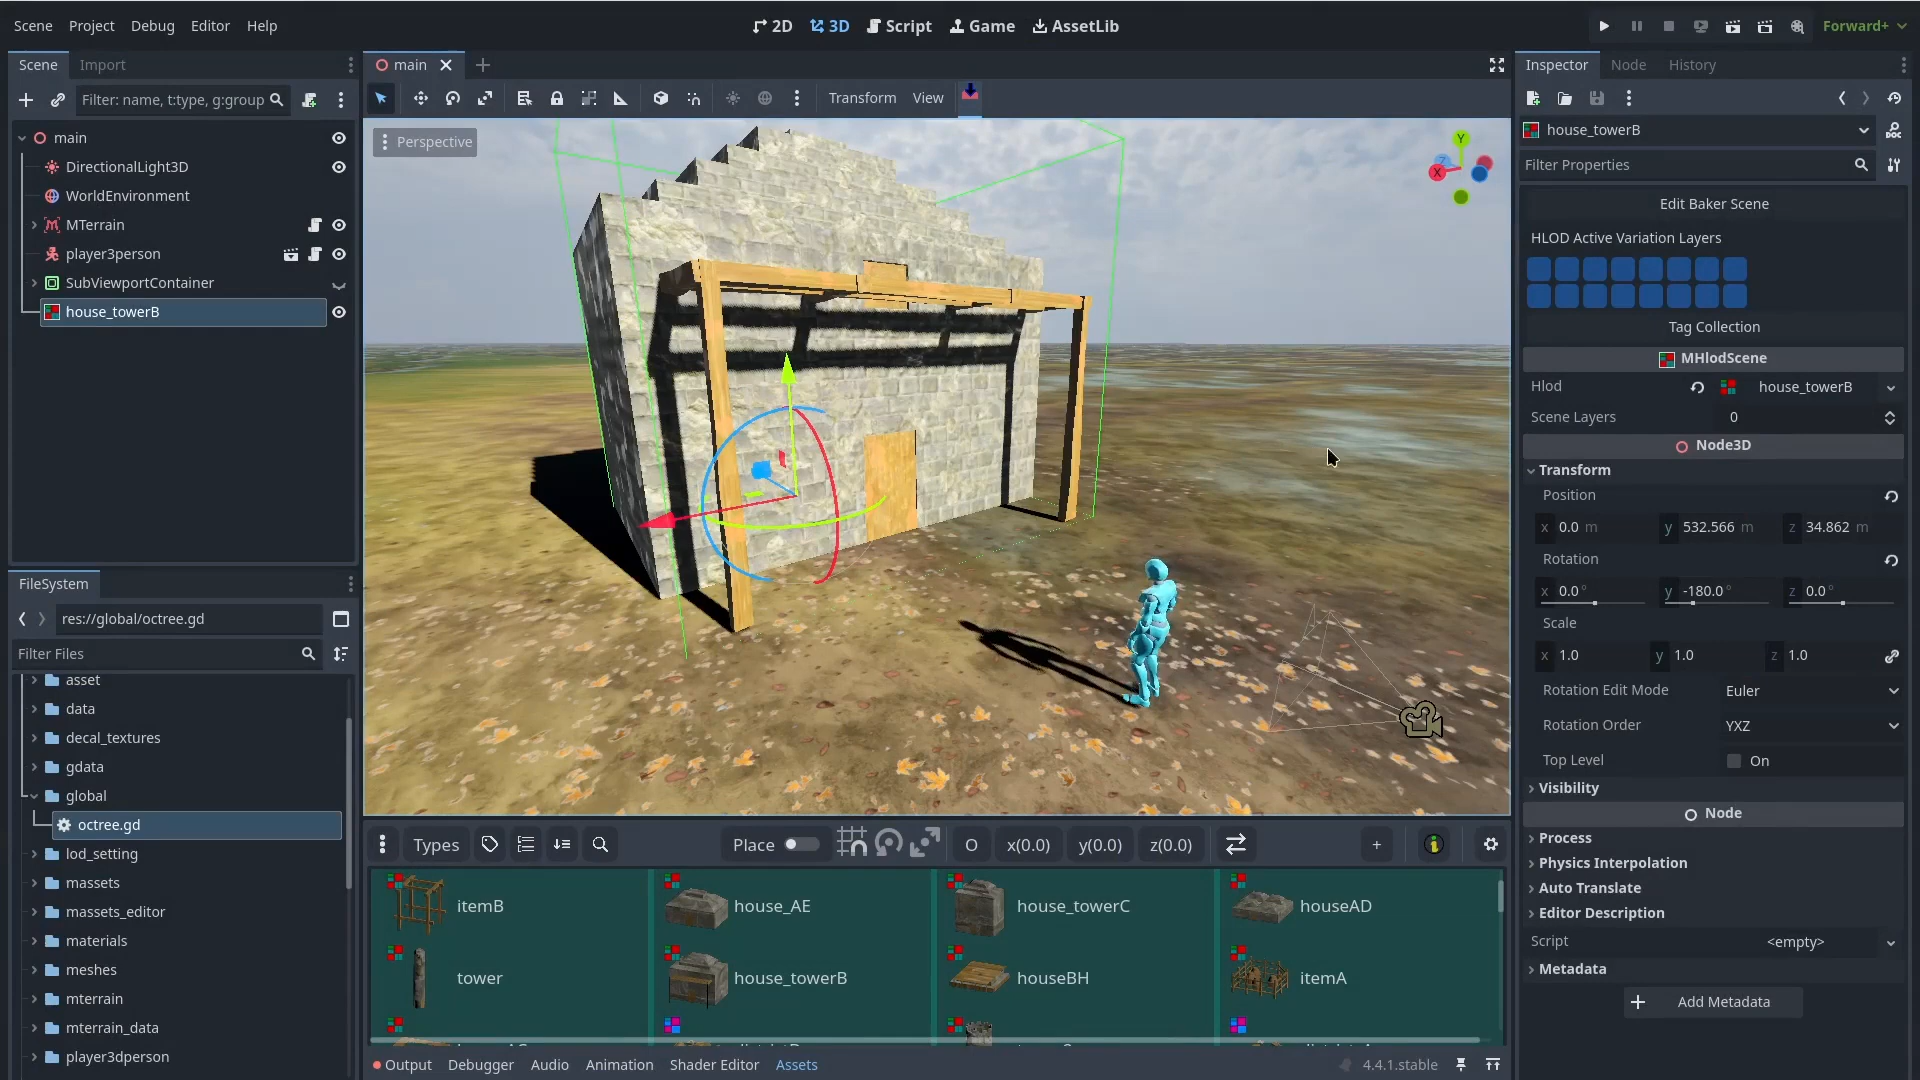 Scene Project Debug Editor Help
2D 3D Script Game AssetLib
Forward+
Scene Import
main
Inspector Node History
Filter: name, t:type, g:group
Transform View
main
DirectionalLight3D
WorldEnvironment
MTerrain
player3person
SubViewportContainer
house_towerB
Perspective
Y
Z
X
house_towerB
Filter Properties
Edit Baker Scene
HLOD Active Variation Layers
Tag Collection
MHlodScene
Hlod house_towerB
Scene Layers 0
Node3D
Transform
Position
x 0.0 m y 532.566 m z 34.862 m
Rotation
x 0.0 ° y -180.0 ° z 0.0 °
Scale
x 1.0 y 1.0 z 1.0
Rotation Edit Mode Euler
Rotation Order YXZ
Top Level On
Visibility
Node
Process
Physics Interpolation
Auto Translate
Editor Description
Script <empty>
Metadata
Add Metadata
FileSystem
res://global/octree.gd
Filter Files
asset
data
decal_textures
gdata
global
octree.gd
lod_setting
massets
massets_editor
materials
meshes
mterrain
mterrain_data
player3dperson
Types Place O x(0.0) y(0.0) z(0.0) +
itemB house_AE house_towerC houseAD
tower house_towerB houseBH itemA
Output Debugger Audio Animation Shader Editor Assets 4.4.1.stable